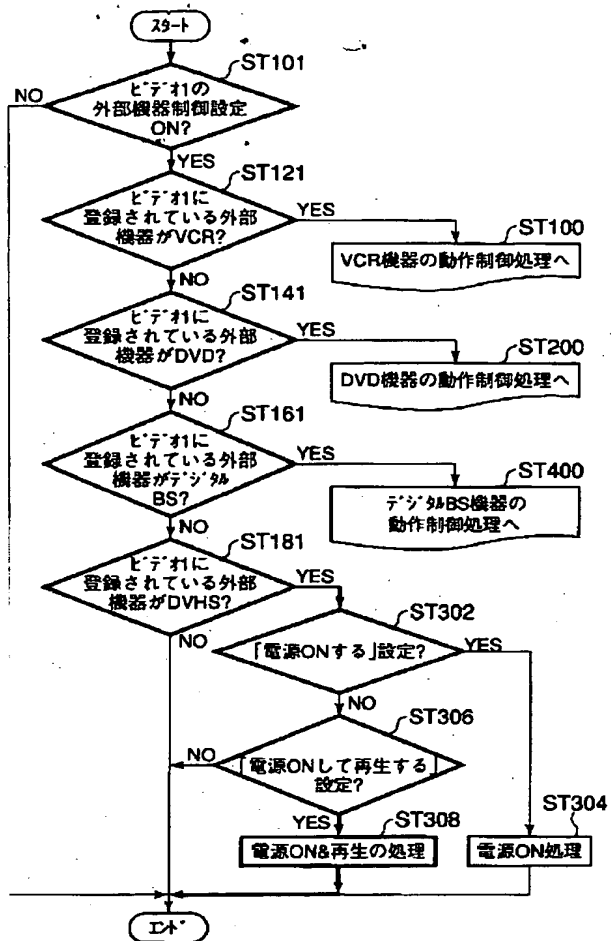 スタート
ST101
ビデオ1の
外部機器制御設定
ON?
NO
YES
ST121
ビデオ1に
登録されている外部
機器がVCR?
YES
ST100
VCR機器の動作制御処理へ
NO
ST141
ビデオ1に
登録されている外部
機器がDVD?
YES
ST200
DVD機器の動作制御処理へ
NO
ST161
ビデオ1に
登録されている外部
機器がデジタル
BS?
YES
ST400
デジタルBS機器の
動作制御処理へ
NO
ST181
ビデオ1に
登録されている外部
機器がDVHS?
YES
NO
ST302
「電源ONする」設定?
YES
NO
ST306
「電源ONして再生する」
設定?
NO
YES
ST308
電源ON&再生の処理
ST304
電源ON処理
エンド